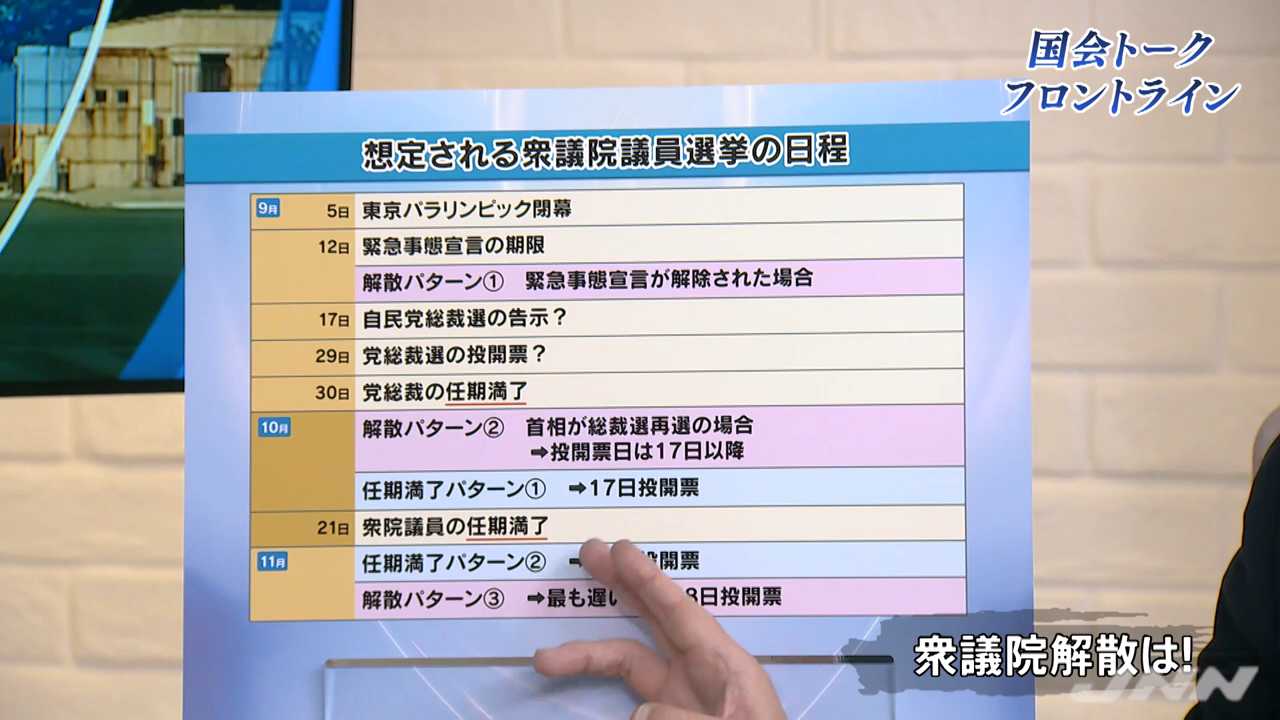 国会トーク
フロントライン
想定される衆議院議員選挙の日程
9月 5日 東京パラリンピック閉幕
12日 緊急事態宣言の期限
解散パターン① 緊急事態宣言が解除された場合
17日 自民党総裁選の告示？
29日 党総裁選の投開票？
30日 党総裁の任期満了
10月 解散パターン② 首相が総裁選再選の場合
➡投開票日は17日以降
任期満了パターン① ➡17日投開票
21日 衆院議員の任期満了
11月 任期満了パターン② ➡ 投開票
解散パターン③ ➡最も遅い 8日投開票
衆議院解散は!
JNN